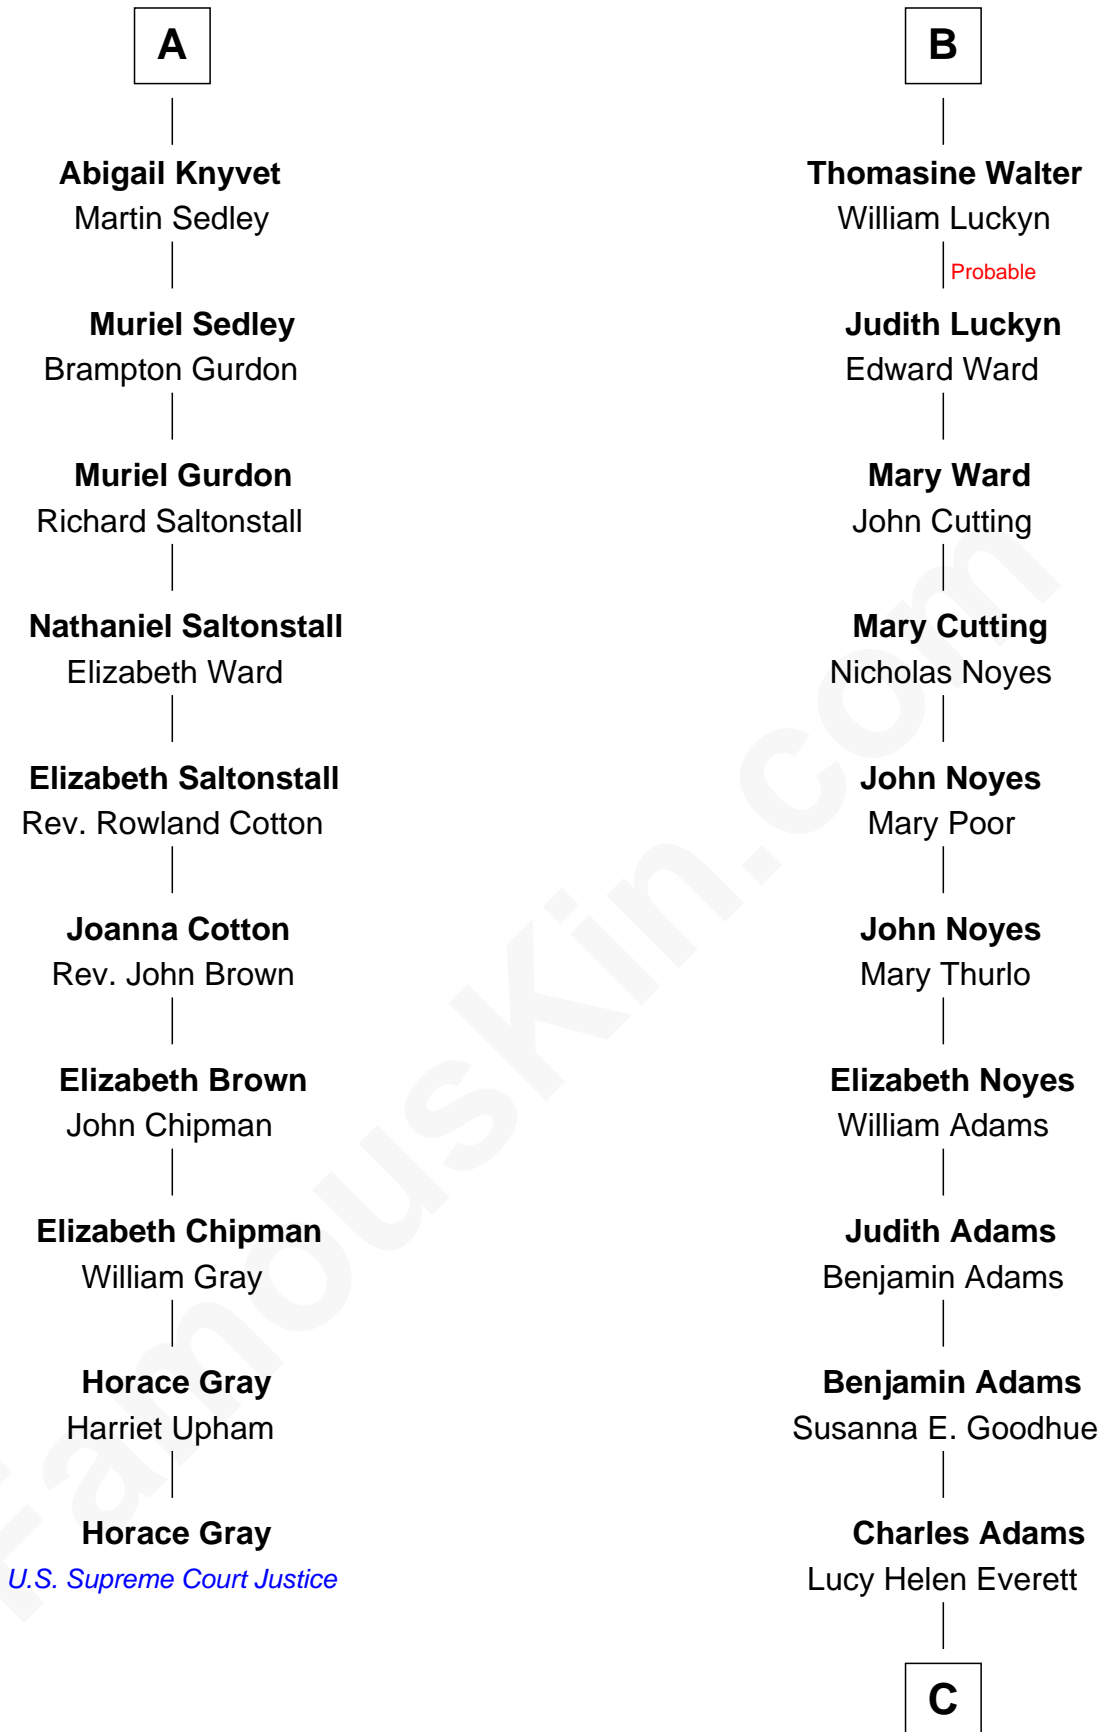 A
Abigail Knyvet
Martin Sedley
Muriel Sedley
Brampton Gurdon
Muriel Gurdon
Richard Saltonstall
Nathaniel Saltonstall
Elizabeth Ward
Elizabeth Saltonstall
Rev. Rowland Cotton
Joanna Cotton
Rev. John Brown
Elizabeth Brown
John Chipman
Elizabeth Chipman
William Gray
Horace Gray
Harriet Upham
Horace Gray
U.S. Supreme Court Justice
B
Thomasine Walter
William Luckyn
Probable
Judith Luckyn
Edward Ward
Mary Ward
John Cutting
Mary Cutting
Nicholas Noyes
John Noyes
Mary Poor
John Noyes
Mary Thurlo
Elizabeth Noyes
William Adams
Judith Adams
Benjamin Adams
Benjamin Adams
Susanna E. Goodhue
Charles Adams
Lucy Helen Everett
C
FamousKin.com